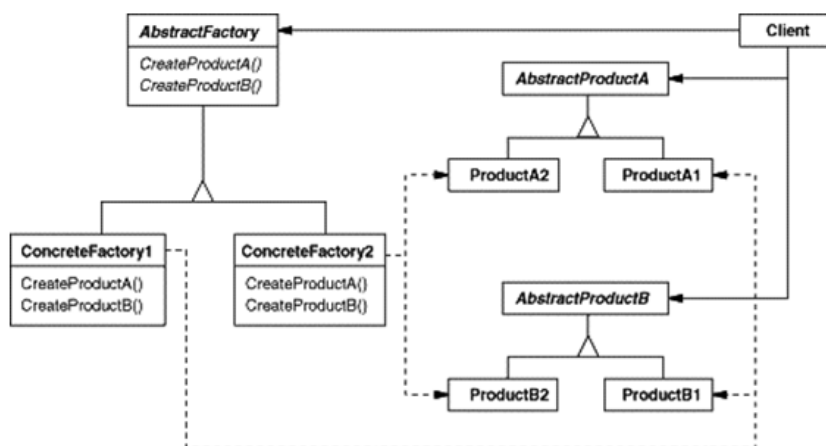 AbstractFactory
CreateProductA()
CreateProductB()
Client
AbstractProductA
ProductA2
ProductA1
ConcreteFactory1
CreateProductA()
CreateProductB()
ConcreteFactory2
CreateProductA()
CreateProductB()
AbstractProductB
ProductB2
ProductB1